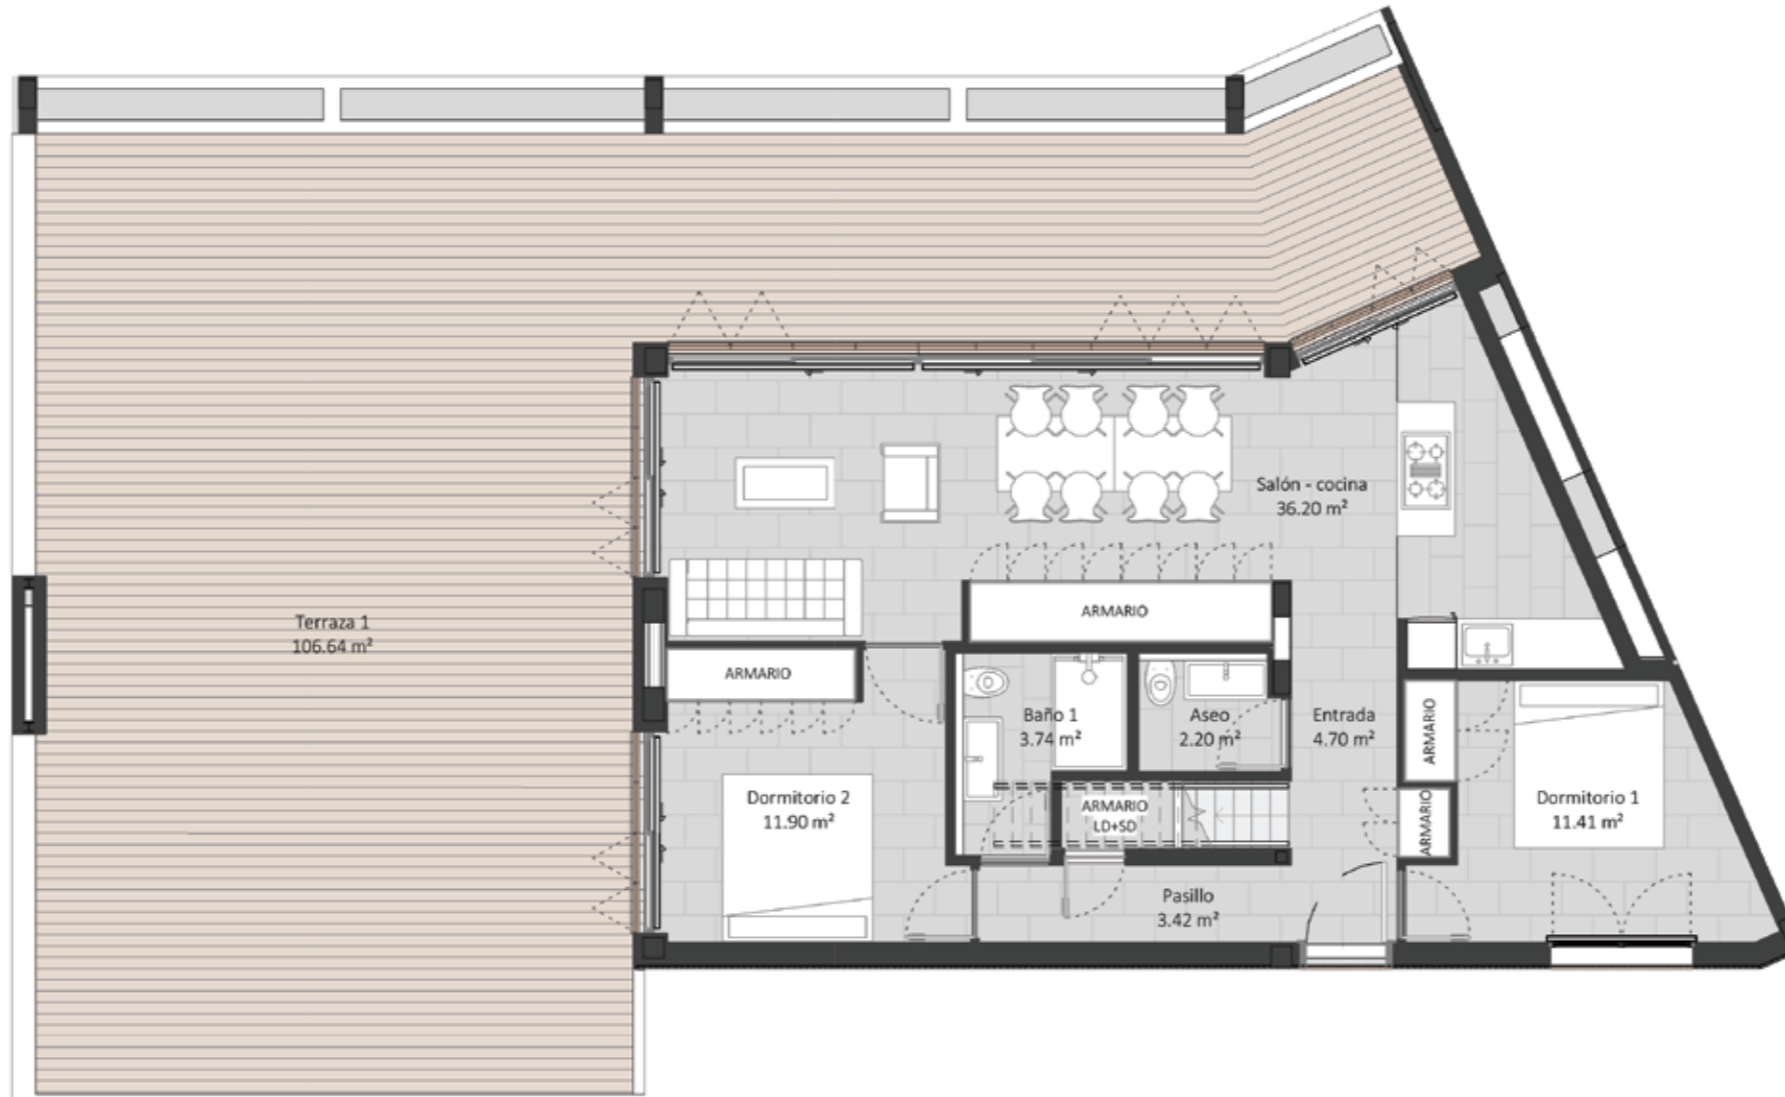 Salón - cocina
36.20 m²
ARMARIO
Terraza 1
106.64 m²
ARMARIO
Baño 1
3.74 m²
Aseo
2.20 m²
Entrada
4.70 m²
ARMARIO
Dormitorio 2
11.90 m²
ARMARIO
LD+SD
ARMARIO
Dormitorio 1
11.41 m²
Pasillo
3.42 m²